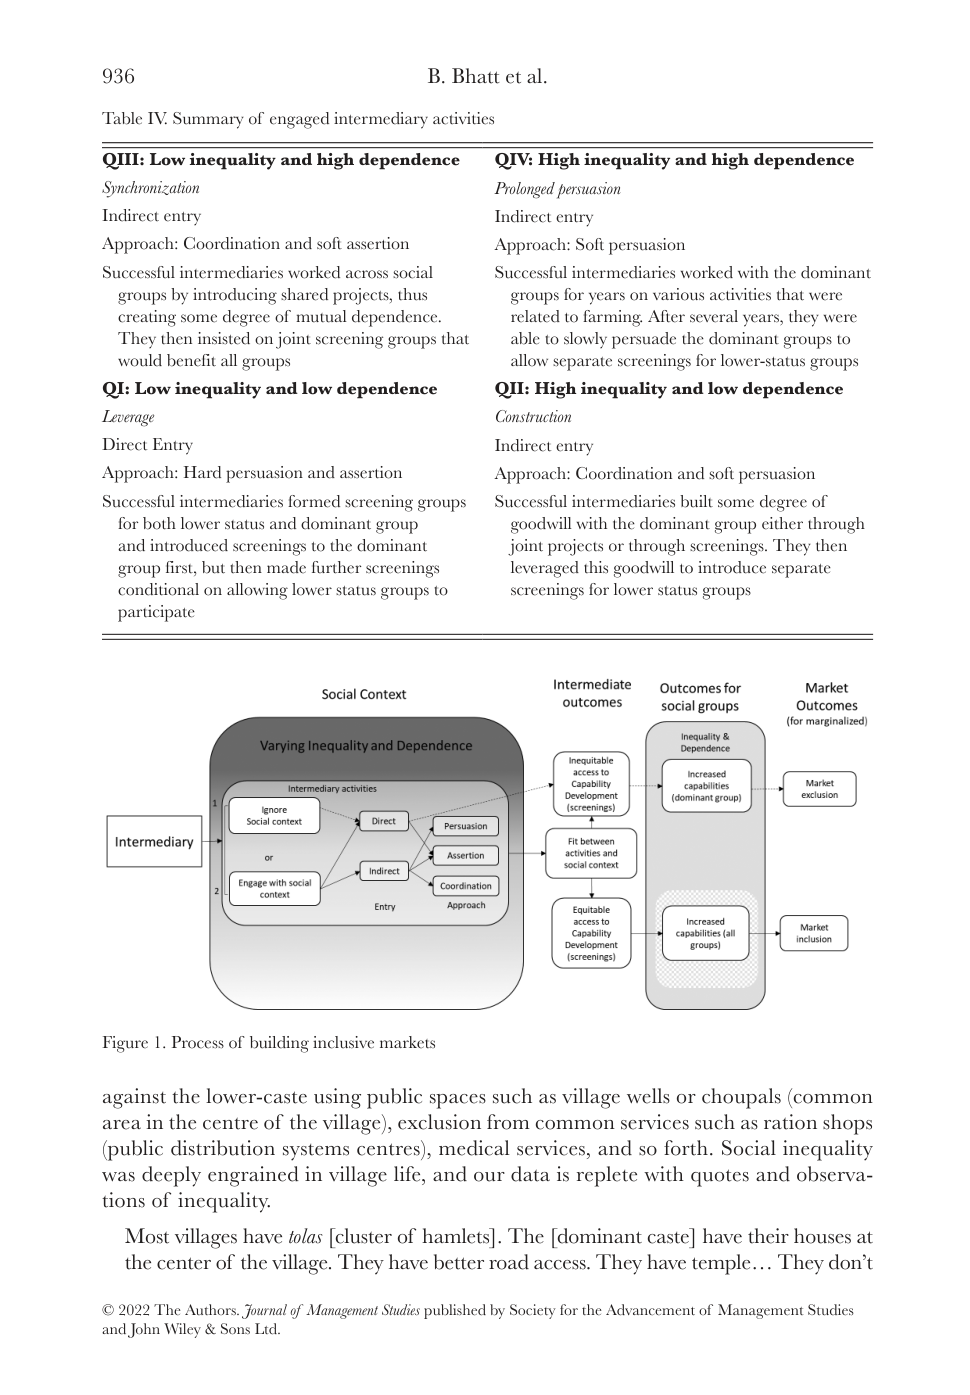 936
B. Bhatt et al.
Table IV. Summary of engaged intermediary activities
QIII: Low inequality and high dependence
Synchronization
Indirect entry
Approach: Coordination and soft assertion
Successful intermediaries worked across social
groups by introducing shared projects, thus
creating some degree of mutual dependence.
They then insisted on joint screening groups that
would benefit all groups
QIV: High inequality and high dependence
Prolonged persuasion
Indirect entry
Approach: Soft persuasion
Successful intermediaries worked with the dominant
groups for years on various activities that were
related to farming. After several years, they were
able to slowly persuade the dominant groups to
allow separate screenings for lower-status groups
QI: Low inequality and low dependence
Leverage
Direct Entry
Approach: Hard persuasion and assertion
Successful intermediaries formed screening groups
for both lower status and dominant group
and introduced screenings to the dominant
group first, but then made further screenings
conditional on allowing lower status groups to
participate
QII: High inequality and low dependence
Construction
Indirect entry
Approach: Coordination and soft persuasion
Successful intermediaries built some degree of
goodwill with the dominant group either through
joint projects or through screenings. They then
leveraged this goodwill to introduce separate
screenings for lower status groups
Social Context
Intermediate
outcomes
Outcomes for
social groups
Market
Outcomes
(for marginalized)
Varying Inequality and Dependence
Intermediary activities
Intermediary
1
Ignore
Social context
or
2
Engage with social
context
Direct
Indirect
Entry
Persuasion
Assertion
Coordination
Approach
Inequitable
access to
Capability
Development
(screenings)
Fit between
activities and
social context
Equitable
access to
Capability
Development
(screenings)
Inequality &
Dependence
Increased
capabilities
(dominant group)
Increased
capabilities (all
groups)
Market
exclusion
Market
inclusion
Figure 1. Process of building inclusive markets
against the lower-caste using public spaces such as village wells or choupals (common
area in the centre of the village), exclusion from common services such as ration shops
(public distribution systems centres), medical services, and so forth. Social inequality
was deeply engrained in village life, and our data is replete with quotes and observa-
tions of inequality.
Most villages have tolas [cluster of hamlets]. The [dominant caste] have their houses at
the center of the village. They have better road access. They have temple… They don’t
© 2022 The Authors. Journal of Management Studies published by Society for the Advancement of Management Studies
and John Wiley & Sons Ltd.